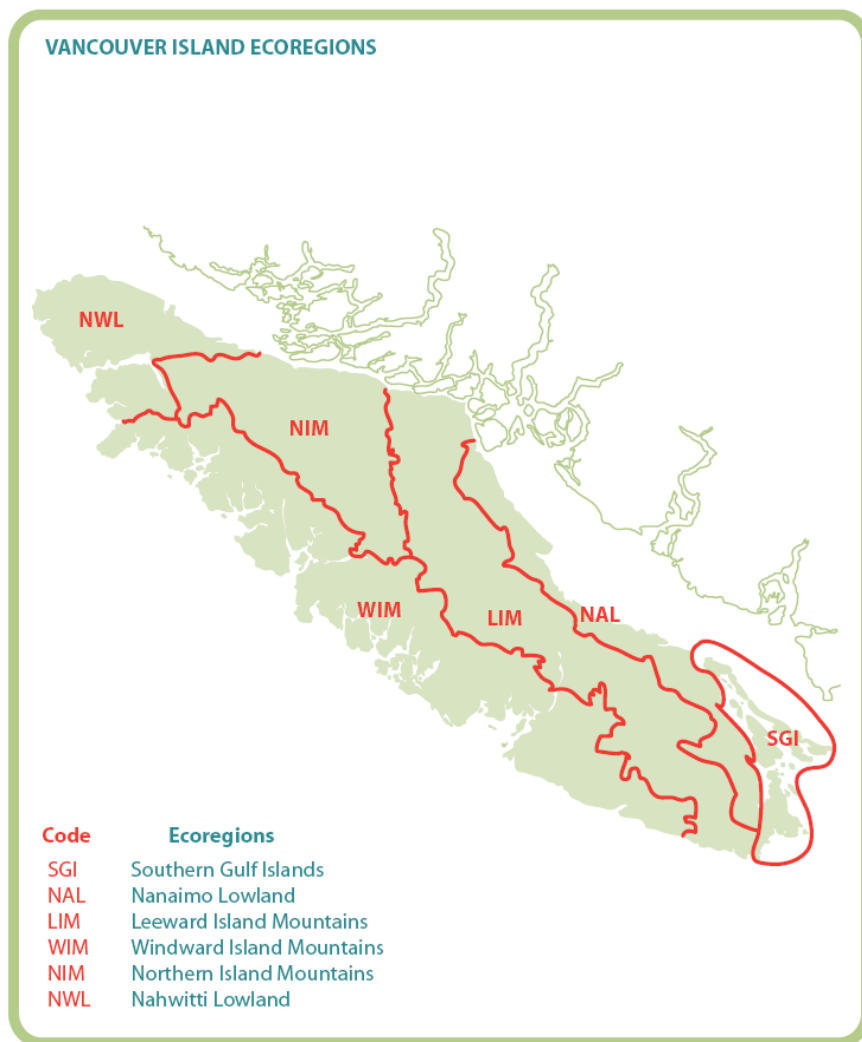 VANCOUVER ISLAND ECOREGIONS
NWL
NIM
WIM
LIM
NAL
SGI
Code Ecoregions
SGI Southern Gulf Islands
NAL Nanaimo Lowland
LIM Leeward Island Mountains
WIM Windward Island Mountains
NIM Northern Island Mountains
NWL Nahwitti Lowland